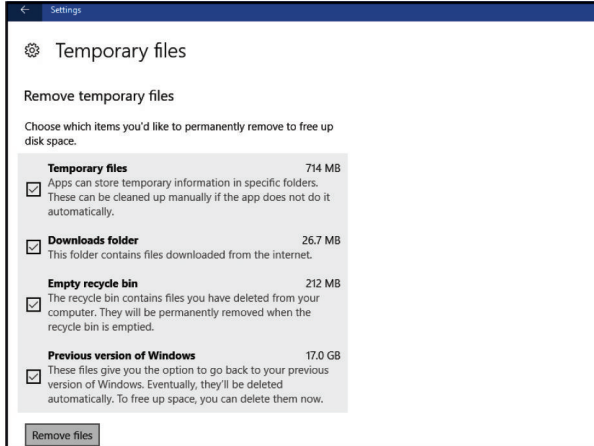 Settings
Temporary files
Remove temporary files
Choose which items you'd like to permanently remove to free up
disk space.
Temporary files 714 MB
Apps can store temporary information in specific folders.
These can be cleaned up manually if the app does not do it
automatically.
Downloads folder 26.7 MB
This folder contains files downloaded from the internet.
Empty recycle bin 212 MB
The recycle bin contains files you have deleted from your
computer. They will be permanently removed when the
recycle bin is emptied.
Previous version of Windows 17.0 GB
These files give you the option to go back to your previous
version of Windows. Eventually, they'll be deleted
automatically. To free up space, you can delete them now.
Remove files